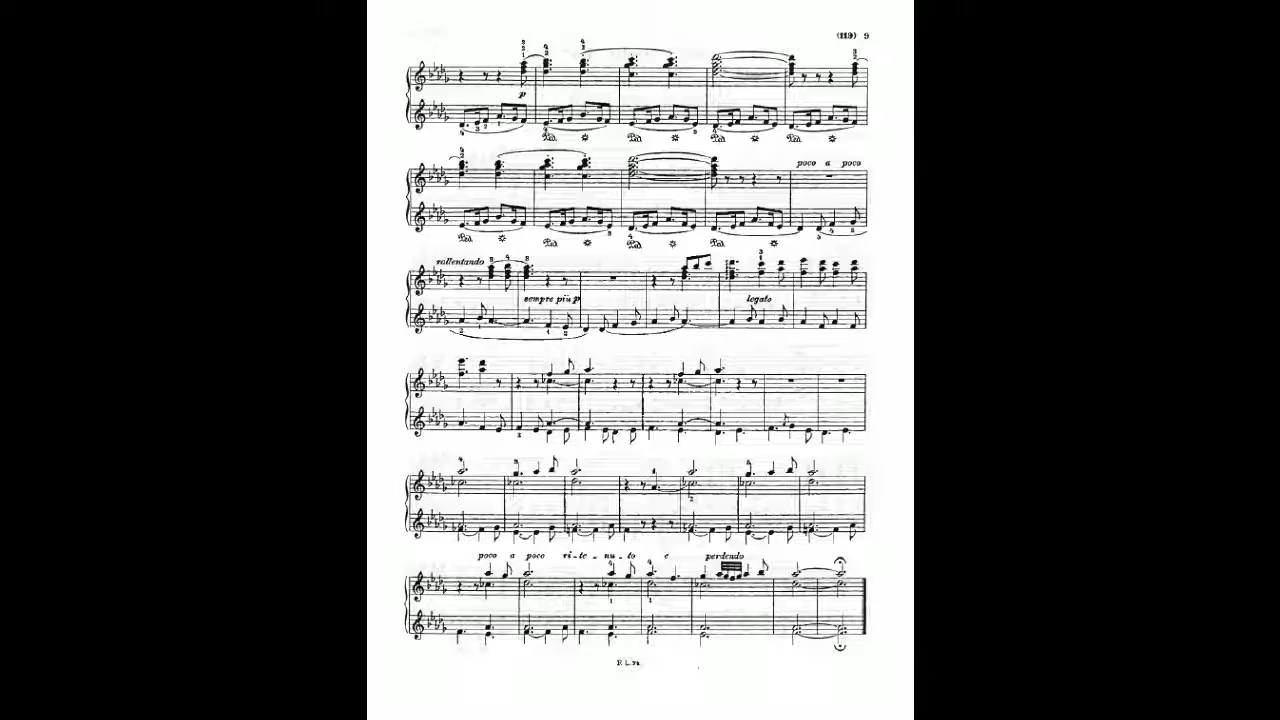 (119) 9
p
poco a poco
rallentando
sempre più p
legato
poco a poco ri - te - nu - to e perdendo